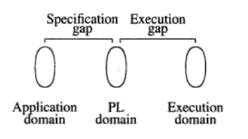 Specification Execution
gap gap
Application PL Execution
domain domain domain